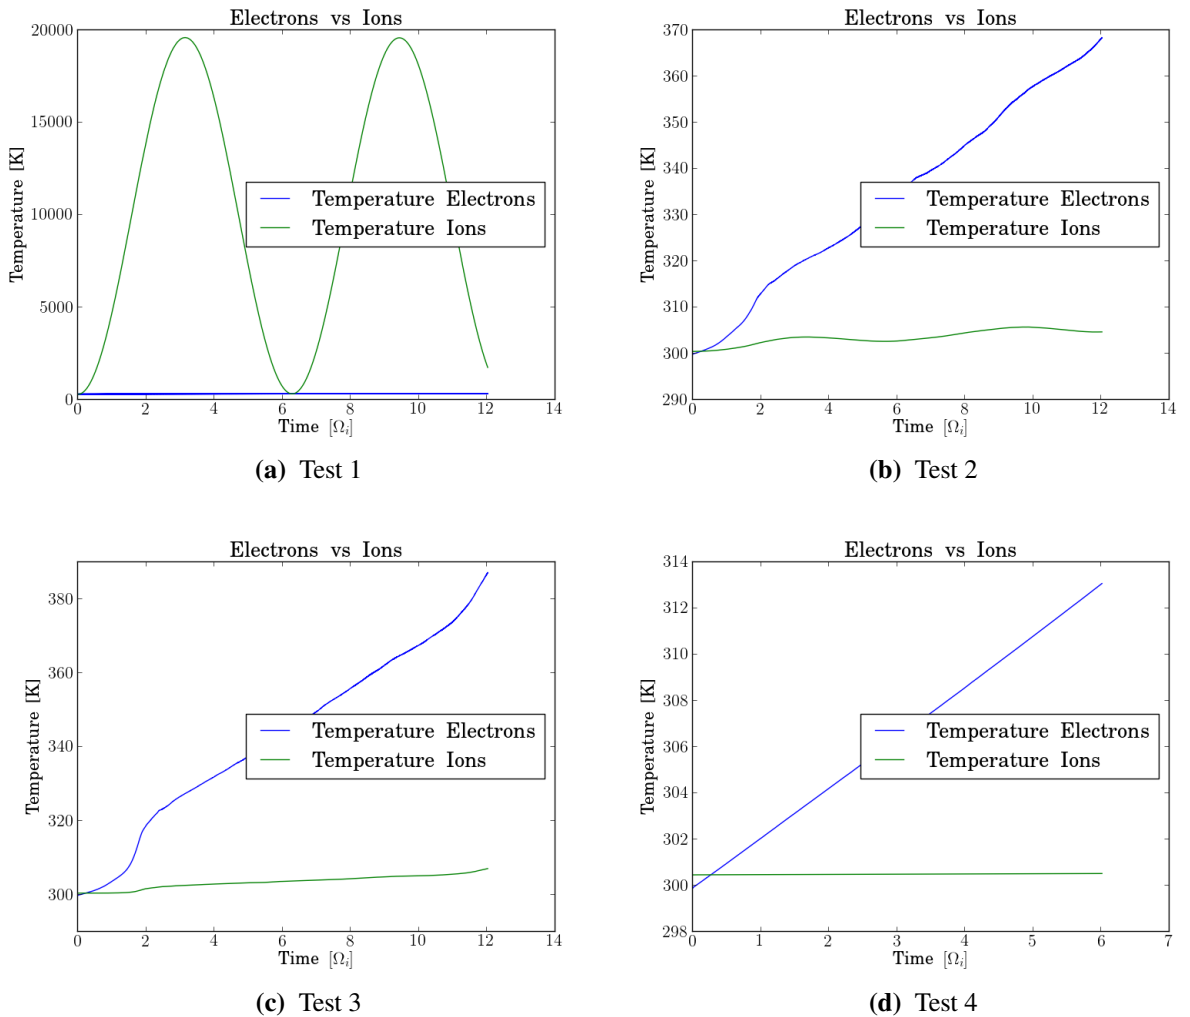 Electrons vs Ions
20000
15000
10000
5000
0
Temperature [K]
Temperature Electrons
Temperature Ions
0 2 4 6 8 10 12 14
Time [Ωi]
(a) Test 1
Electrons vs Ions
370
360
350
340
330
320
310
300
290
Temperature [K]
Temperature Electrons
Temperature Ions
0 2 4 6 8 10 12 14
Time [Ωi]
(b) Test 2
Electrons vs Ions
380
360
340
320
300
Temperature [K]
Temperature Electrons
Temperature Ions
0 2 4 6 8 10 12 14
Time [Ωi]
(c) Test 3
Electrons vs Ions
314
312
310
308
306
304
302
300
298
Temperature [K]
Temperature Electrons
Temperature Ions
0 1 2 3 4 5 6 7
Time [Ωi]
(d) Test 4